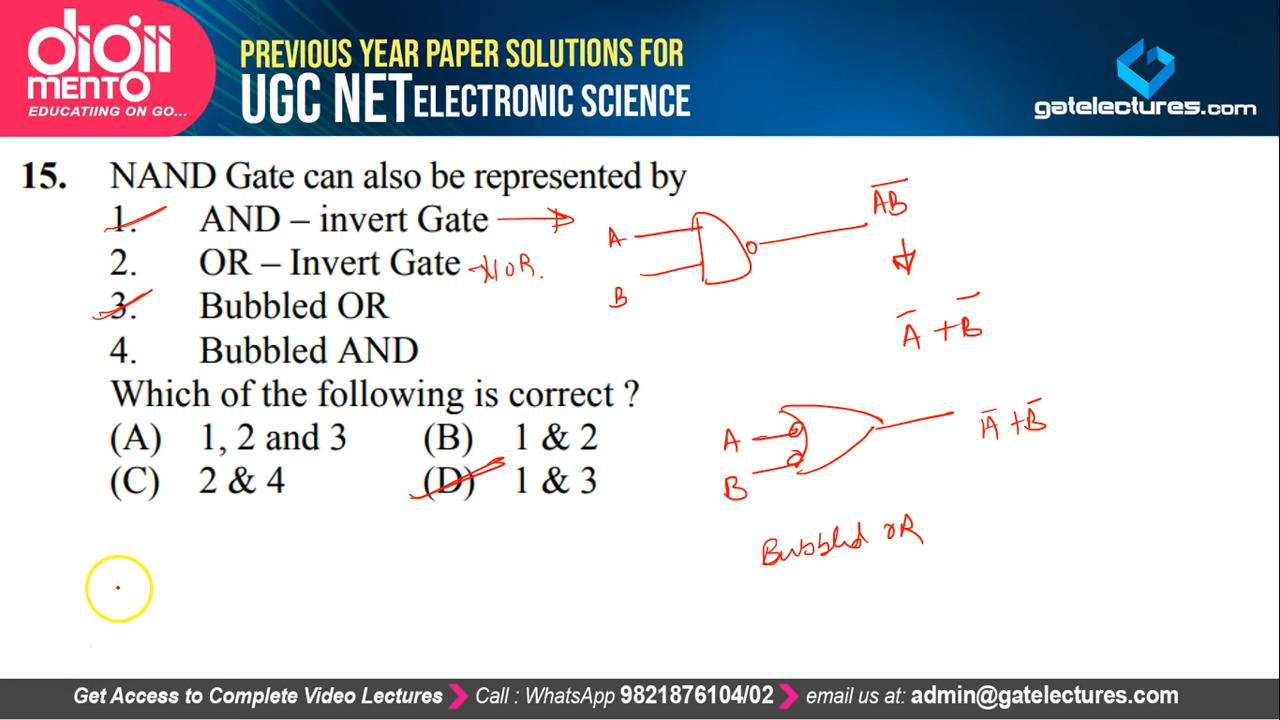 dioii
mento
EDUCATIING ON GO...
PREVIOUS YEAR PAPER SOLUTIONS FOR
UGC NET ELECTRONIC SCIENCE
gatelectures.com
15. NAND Gate can also be represented by
1. AND – invert Gate
2. OR – Invert Gate NOR.
3. Bubbled OR
4. Bubbled AND
Which of the following is correct ?
(A) 1, 2 and 3 (B) 1 & 2
(C) 2 & 4 (D) 1 & 3
A
B
A̅B̅
A̅ + B̅
A
B
A̅ + B̅
Bubbled OR
Get Access to Complete Video Lectures Call : WhatsApp 9821876104/02 email us at: admin@gatelectures.com